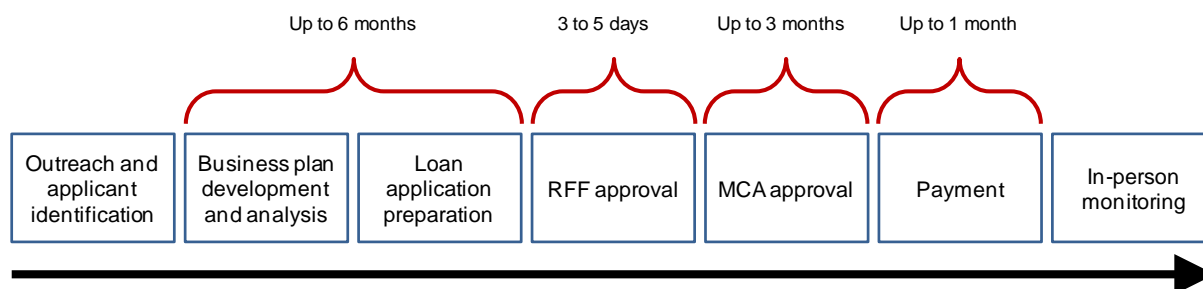 Up to 6 months
3 to 5 days
Up to 3 months
Up to 1 month
Outreach and
applicant
identification
Business plan
development
and analysis
Loan
application
preparation
RFF approval
MCA approval
Payment
In-person
monitoring